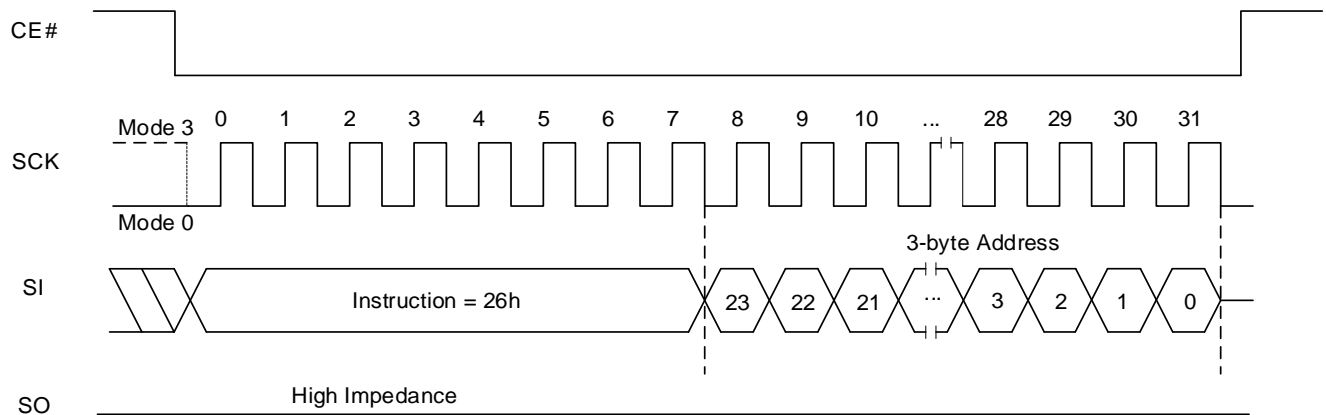 CE#
0 1 2 3 4 5 6 7 8 9 10 ... 28 29 30 31
Mode 3
SCK
Mode 0
3-byte Address
SI
Instruction = 26h 23 22 21 ... 3 2 1 0
High Impedance
SO